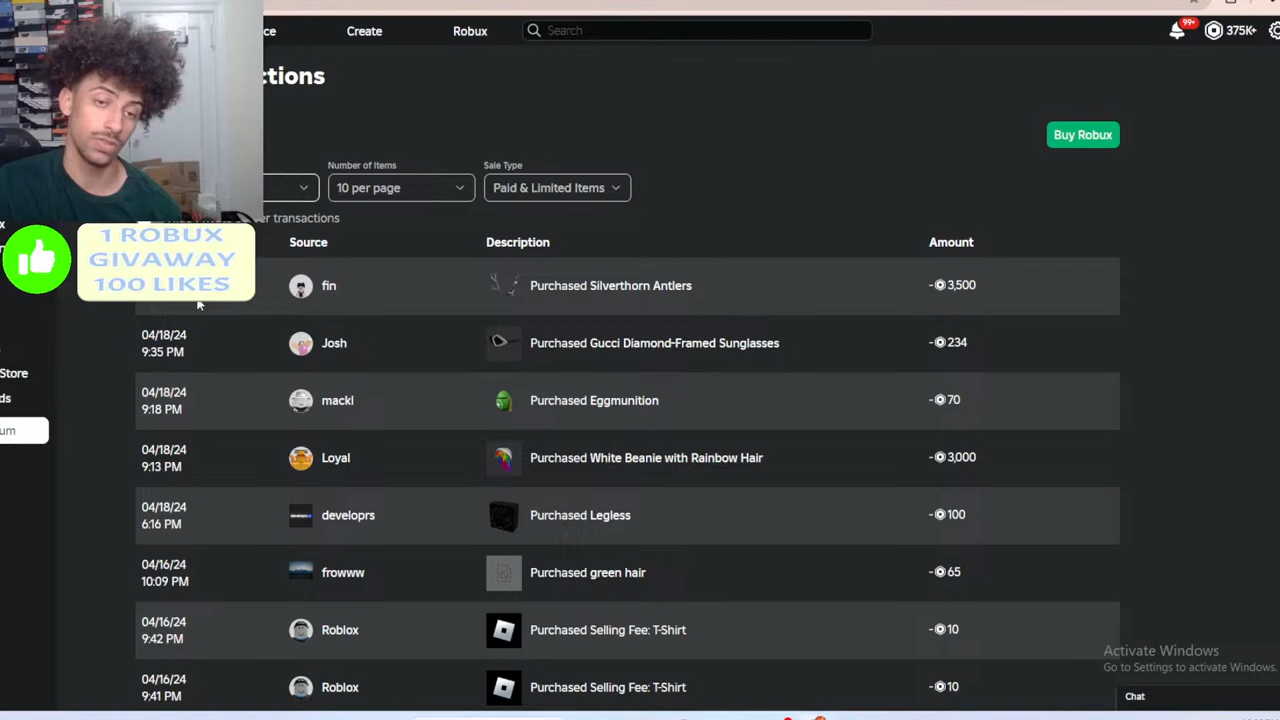 ce
Create
Robux
Search
99+
375K+
ctions
Buy Robux
Number of Items
Sale Type
10 per page
Paid & Limited Items
er transactions
1 ROBUX
GIVAWAY
100 LIKES
Source
Description
Amount
fin
Purchased Silverthorn Antlers
-3,500
04/18/24
9:35 PM
Josh
Purchased Gucci Diamond-Framed Sunglasses
-234
04/18/24
9:18 PM
mackl
Purchased Eggmunition
-70
04/18/24
9:13 PM
Loyal
Purchased White Beanie with Rainbow Hair
-3,000
04/18/24
6:16 PM
developrs
Purchased Legless
-100
04/16/24
10:09 PM
frowww
Purchased green hair
-65
04/16/24
9:42 PM
Roblox
Purchased Selling Fee: T-Shirt
-10
04/16/24
9:41 PM
Roblox
Purchased Selling Fee: T-Shirt
-10
x
Store
ds
um
Activate Windows
Go to Settings to activate Windows.
Chat